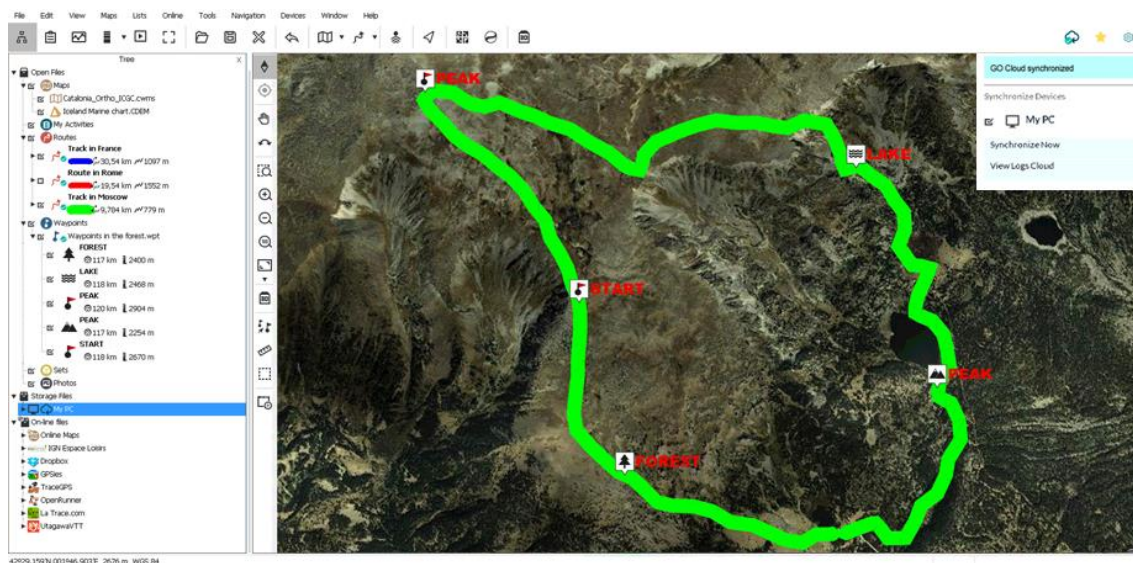 File Edit View Maps Lists Online Tools Navigation Devices Window Help
Tree X
Open Files
Maps
Catalonia_Ortho_ICGC.cwms
Iceland Marine chart.CDEM
My Activities
Routes
Track in France
30,54 km 1097 m
Route in Rome
19,54 km 1552 m
Track in Moscow
9,784 km 779 m
Waypoints
Waypoints in the forest.wpt
FOREST
117 km 2400 m
LAKE
118 km 2468 m
PEAK
120 km 2904 m
PEAK
117 km 2254 m
START
118 km 2670 m
Sets
Photos
Storage Files
My PC
On-line files
Online Maps
IGN Espace Loisirs
Dropbox
GPSies
TraceGPS
OpenRunner
La Trace.com
UtagawaVTT
PEAK
LAKE
START
PEAK
FOREST
GO Cloud synchronized
Synchronize Devices
My PC
Synchronize Now
View Logs Cloud
2676 m, WGS 84